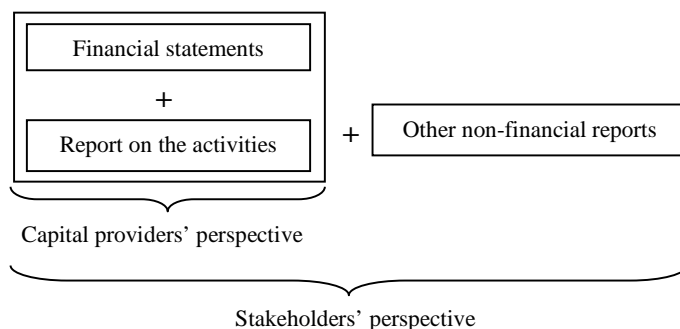 Financial statements
+
Report on the activities
+
Other non-financial reports
Capital providers’ perspective
Stakeholders’ perspective